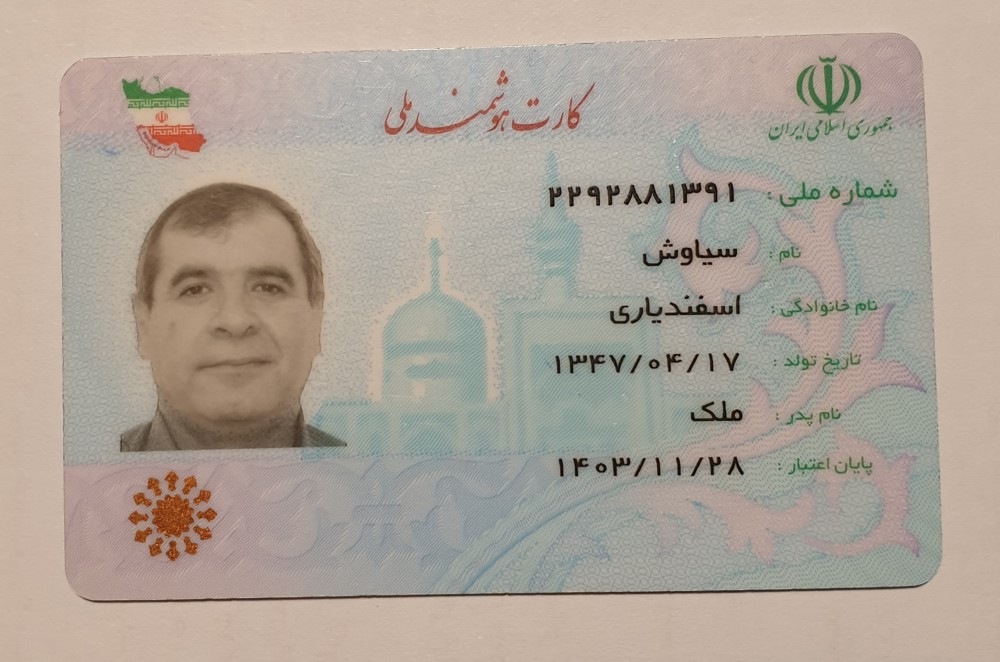 کارت هوشمند ملی
جمهوری اسلامی ایران
شماره ملی : ۲۲۹۲۸۸۱۳۹۱
نام : سیاوش
نام خانوادگی : اسفندیاری
تاریخ تولد : ۱۳۴۷/۰۴/۱۷
نام پدر : ملک
پایان اعتبار : ۱۴۰۳/۱۱/۲۸